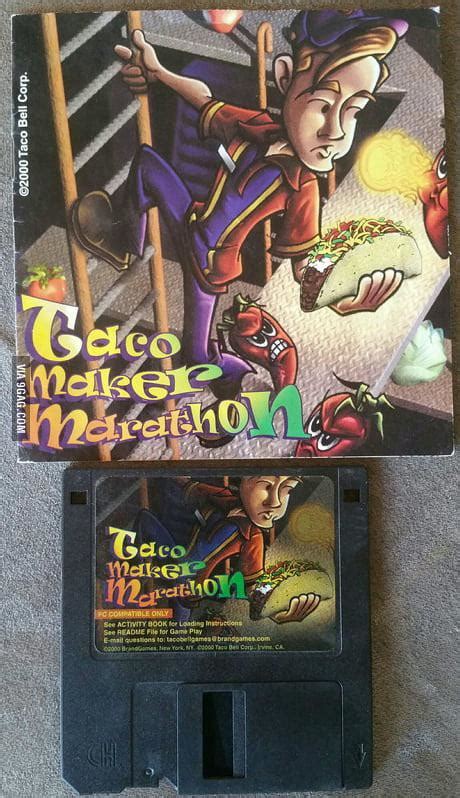 ©2000 Taco Bell Corp.
Taco
Maker
Marathon
VIA 9GAG.COM
Taco
Maker
Marathon
PC COMPATIBLE ONLY
See ACTIVITY BOOK for Loading Instructions
See README File for Game Play
E-mail questions to: tacobellgames@brandgames.com
©2000 BrandGames, New York, NY. ©2000 Taco Bell Corp., Irvine, CA.
CH